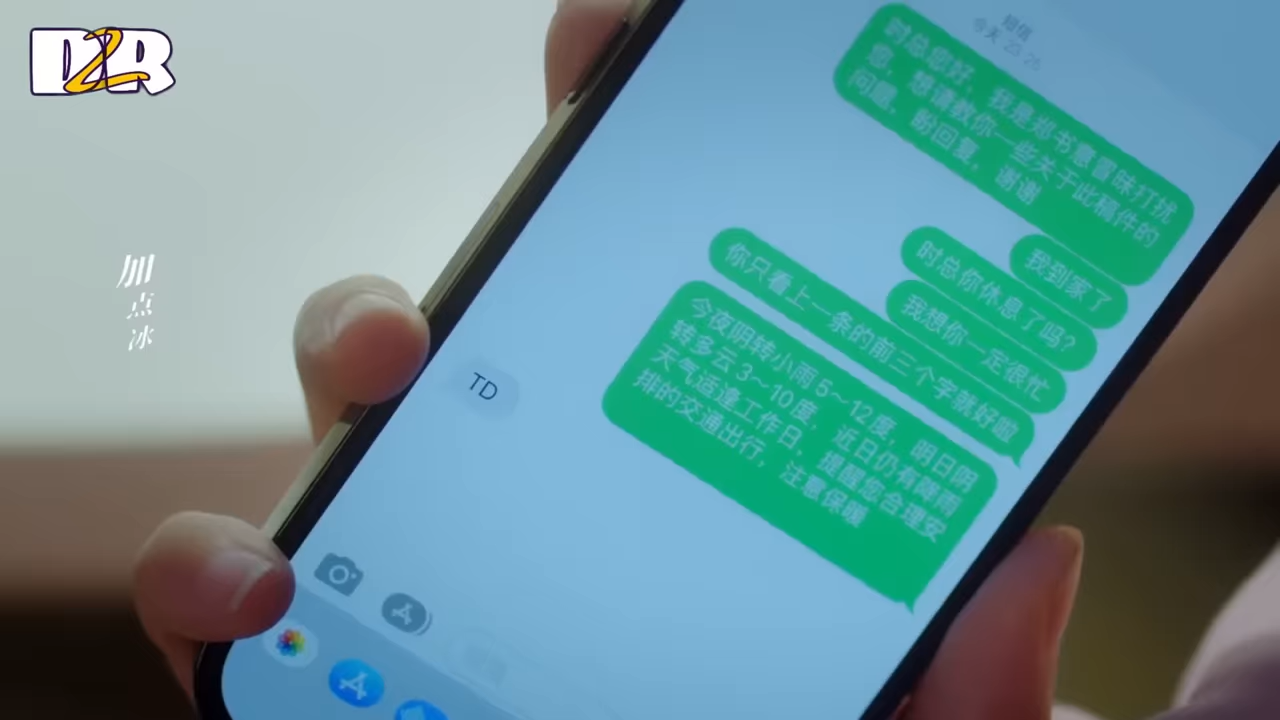 D2R
加
点
冰
短信
今天 23:26
时总您好，我是郑书意冒昧打扰
您，想请教你一些关于此稿件的
问题，盼回复，谢谢
我到家了
时总你休息了吗？
我想你一定很忙
你只看上一条的前三个字就好啦
今夜阴转小雨5～12度，明日阴
转多云3～10度，近日仍有降雨
天气适逢工作日，提醒您合理安
排的交通出行，注意保暖
TD